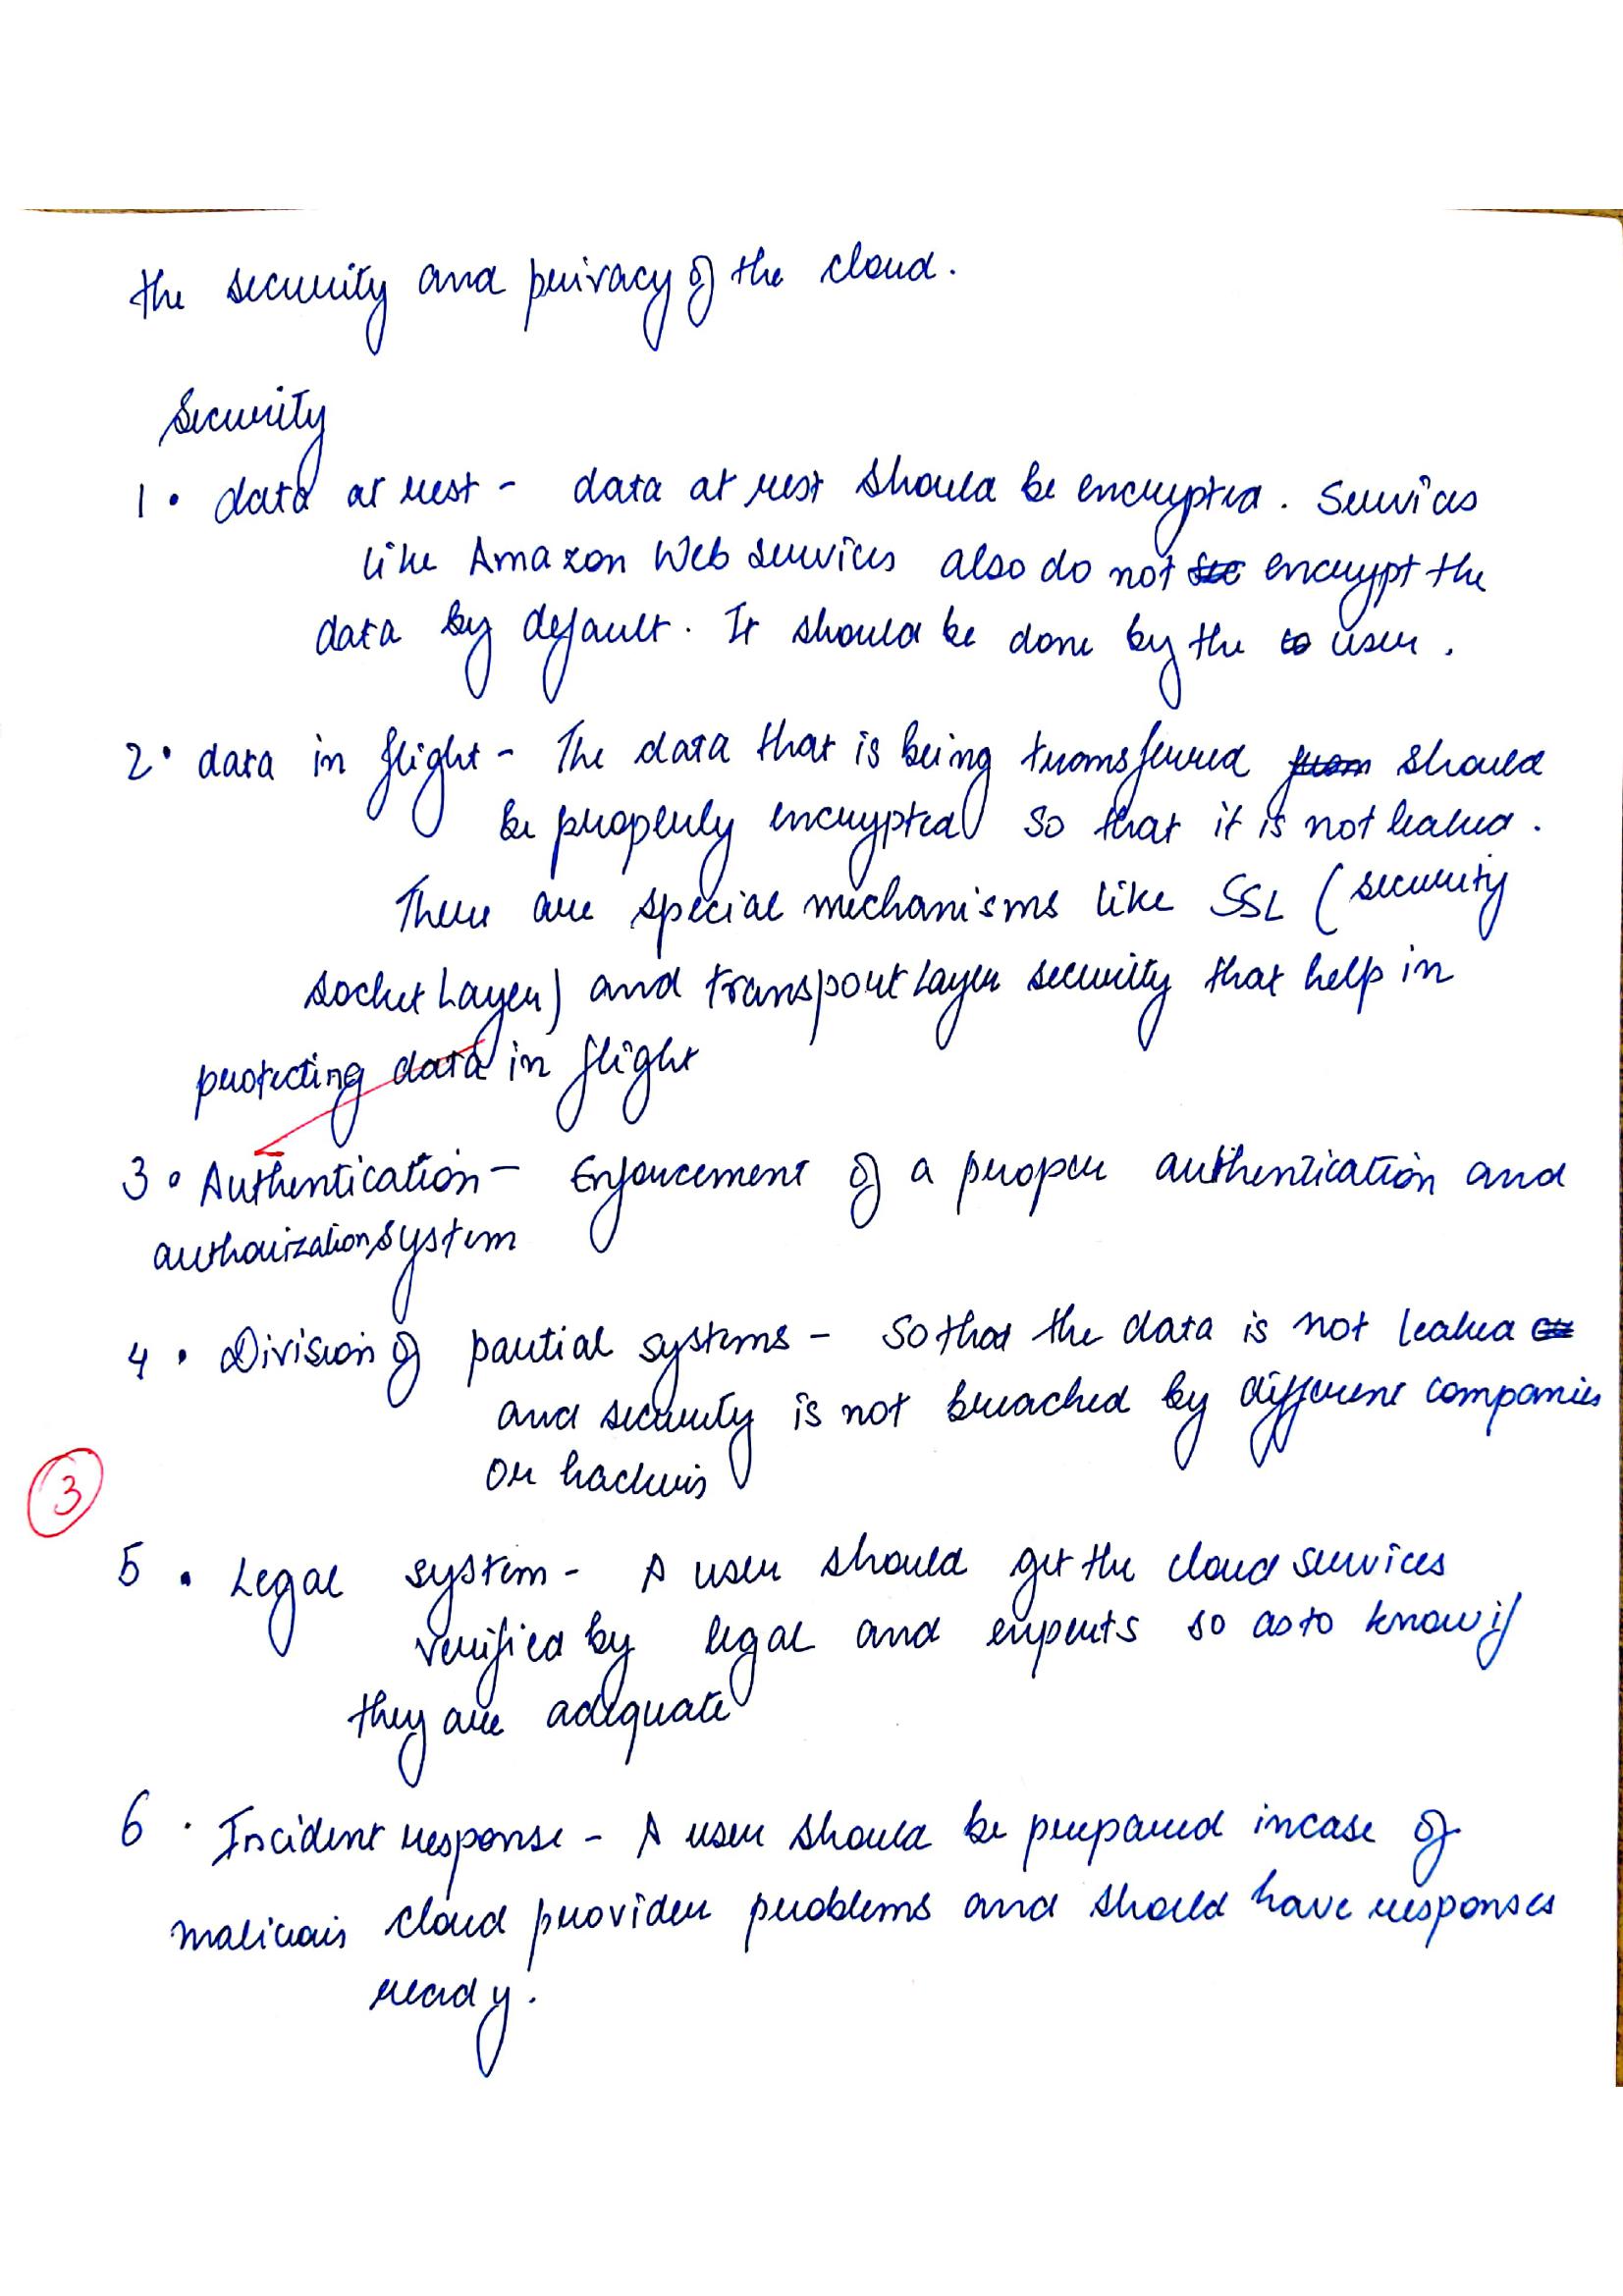 the security and privacy of the cloud.
Security
1. data at rest - data at rest should be encrypted. Services
like Amazon Web services also do not encrypt the
data by default. It should be done by the user.
2. data in flight - The data that is being transferred should
be properly encrypted so that it is not leaked.
There are special mechanisms like SSL (security
socket Layer) and transport Layer security that help in
protecting data in flight
3. Authentication - Enforcement of a proper authentication and
authorization system
4. Division of partial systems - So that the data is not leaked
and security is not breached by different companies
or hackers
3
5. Legal system - A user should get the cloud services
verified by legal and experts so as to know if
they are adequate
6. Incident response - A user should be prepared incase of
malicious cloud provider problems and should have responses
ready.